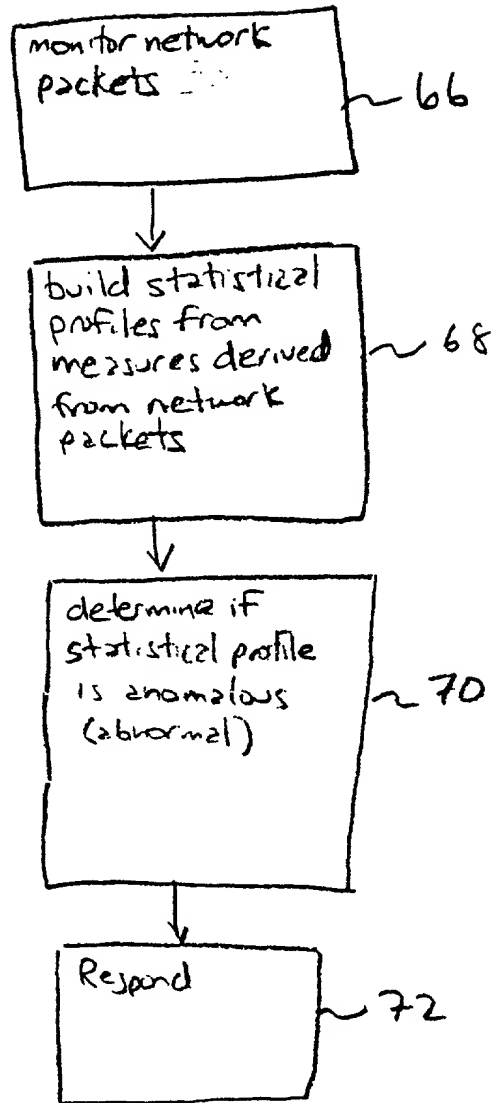 monitor network
packets
66
build statistical
profiles from
measures derived
from network
packets
68
determine if
statistical profile
is anomalous
(abnormal)
70
Respond
72